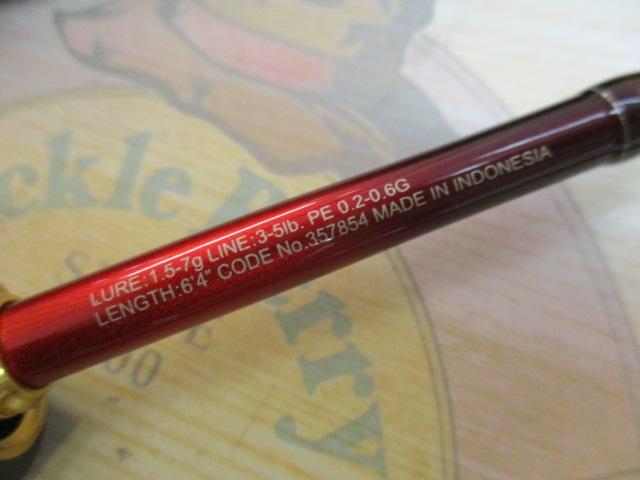 LURE:1.5-7g LINE:3-5lb. PE 0.2-0.6G
LENGTH:6'4" CODE No.357854 MADE IN INDONESIA
ckle Berry